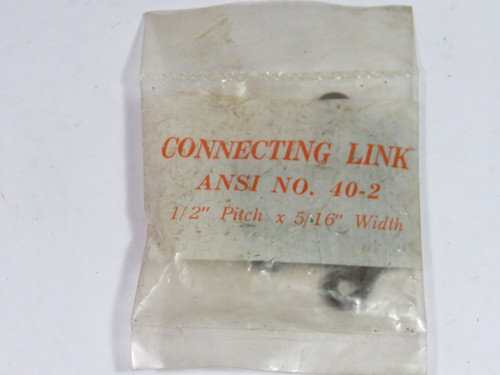 CONNECTING LINK
ANSI NO. 40-2
1/2" Pitch x 5/16" Width